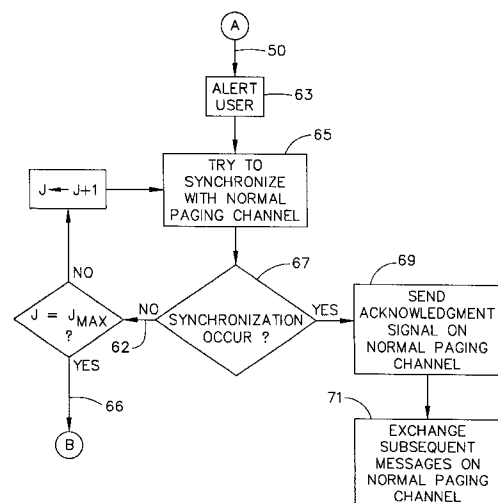 A
50
ALERT
USER
63
65
TRY TO
SYNCHRONIZE
WITH NORMAL
PAGING CHANNEL
J ← j+1
67
NO
J = JMAX
?
NO
62
SYNCHRONIZATION
OCCUR ?
YES
69
SEND
ACKNOWLEDGMENT
SIGNAL ON
NORMAL PAGING
CHANNEL
YES
66
B
71
EXCHANGE
SUBSEQUENT
MESSAGES ON
NORMAL PAGING
CHANNEL